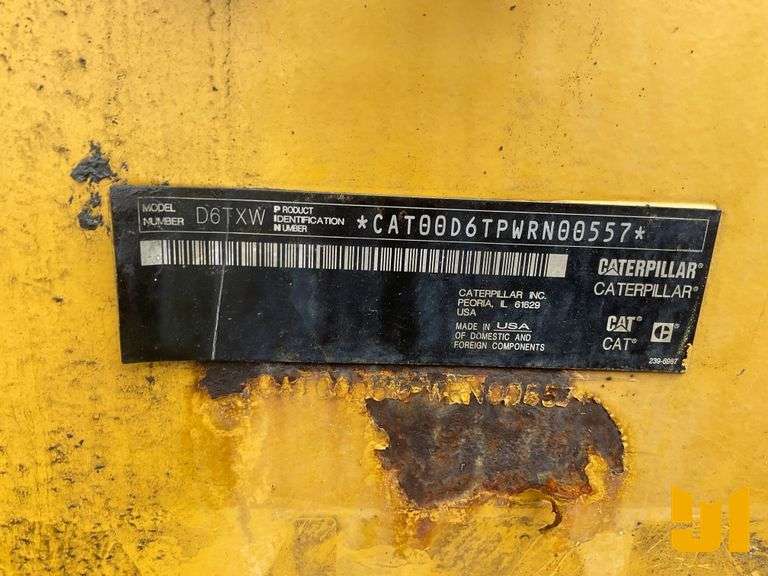 MODEL NUMBER D6TXW PRODUCT IDENTIFICATION NUMBER *CAT00D6TPWRN00557*
CATERPILLAR®
CATERPILLAR®
CATERPILLAR INC.
PEORIA, IL 61629
USA
MADE IN USA
OF DOMESTIC AND
FOREIGN COMPONENTS
CAT® C®
CAT®
239-6987